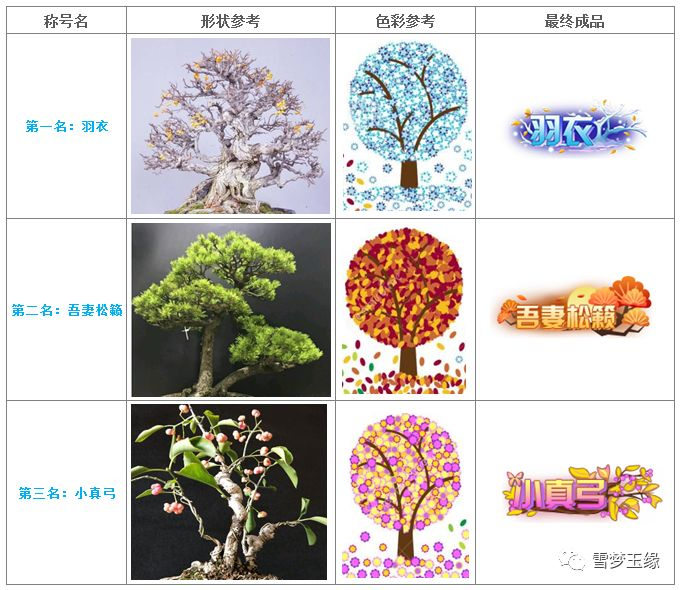 称号名 形状参考 色彩参考 最终成品
第一名：羽衣 羽衣
第二名：吾妻松籁 吾妻松籁
第三名：小真弓 小真弓
雪梦玉缘